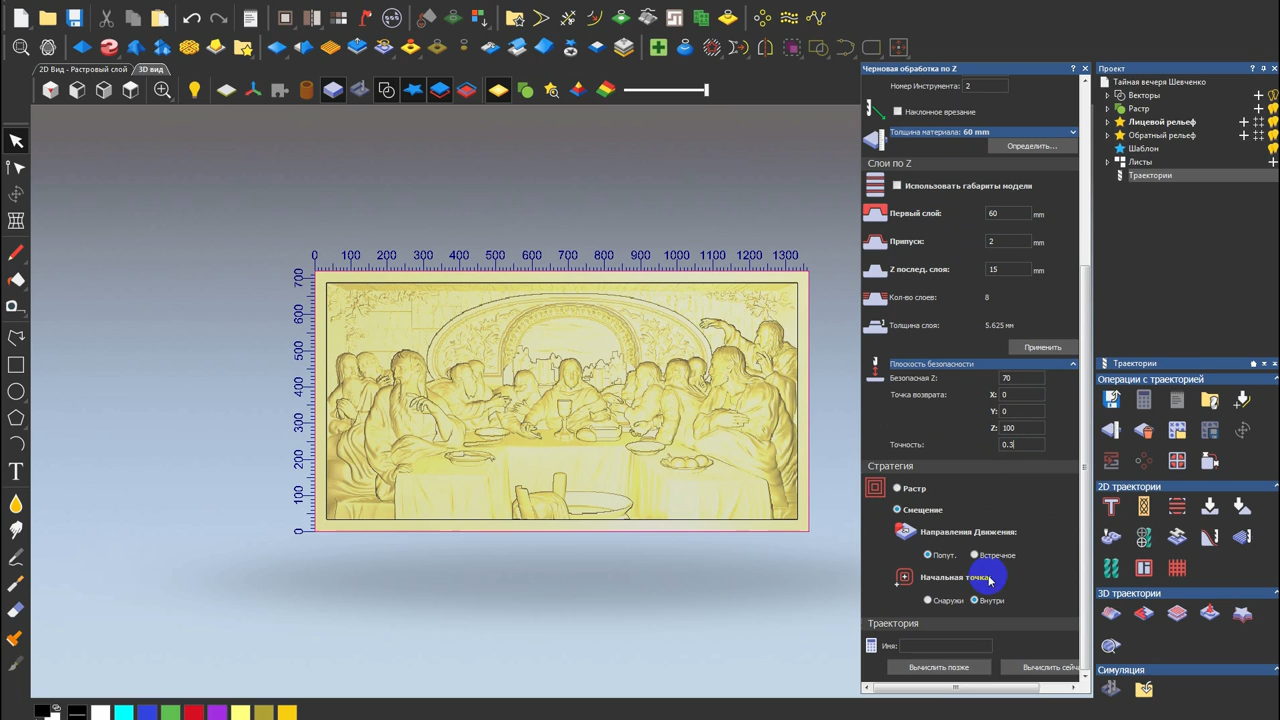 2D Вид - Растровый слой
3D вид
0 100 200 300 400 500 600 700 800 900 1000 1100 1200 1300
700
600
500
400
300
200
100
0
Черновая обработка по Z
Номер Инструмента: 2
Наклонное врезание
Толщина материала: 60 mm
Определить...
Слои по Z
Использовать габариты модели
Первый слой: 60 mm
Припуск: 2 mm
Z послед. слоя: 15 mm
Кол-во слоев: 8
Толщина слоя: 5.625 мм
Применить
Плоскость безопасности
Безопасная Z: 70
Точка возврата: X: 0
Y: 0
Z: 100
Точность: 0.3
Стратегия
Растр
Смещение
Направления Движения:
Попут. Встречное
Начальная точка
Снаружи Внутри
Траектория
Имя:
Вычислить позже Вычислить сейч
Проект
Тайная вечеря Шевченко
Векторы
Растр
Лицевой рельеф
Обратный рельеф
Шаблон
Листы
Траектории
Траектории
Операции с траекторией
2D траектории
3D траектории
Симуляция